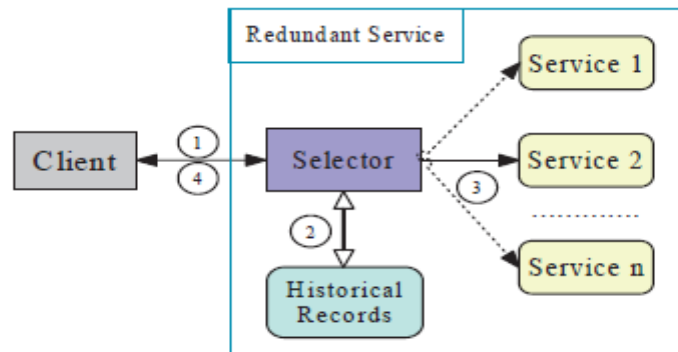 Redundant Service
Service 1
Client
1
4
Selector
3
Service 2
2
Historical
Records
Service n